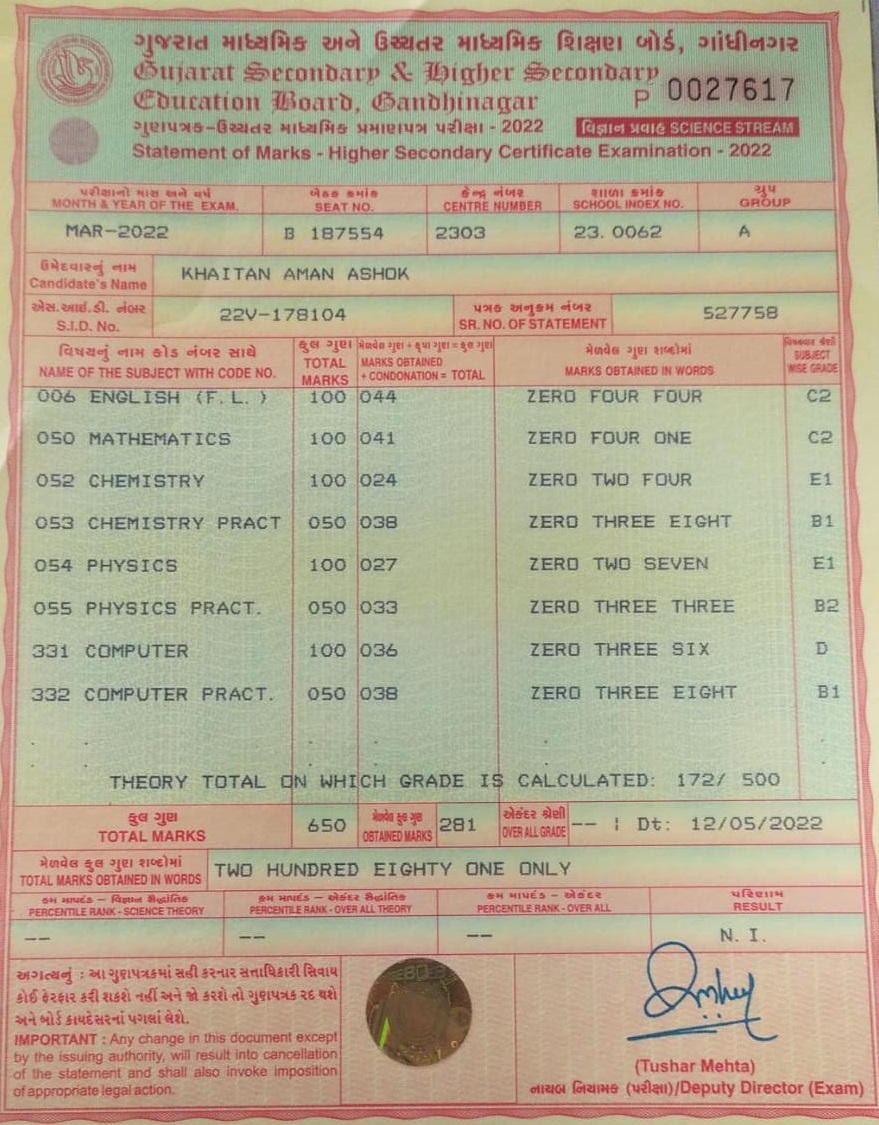 ગુજરાત માધ્યમિક અને ઉચ્ચતર માધ્યમિક શિક્ષણ બોર્ડ, ગાંધીનગર
Gujarat Secondary & Higher Secondary
Education Board, Gandhinagar
P 0027617
ગુણપત્રક-ઉચ્ચતર માધ્યમિક પ્રમાણપત્ર પરીક્ષા - 2022 વિજ્ઞાન પ્રવાહ SCIENCE STREAM
Statement of Marks - Higher Secondary Certificate Examination - 2022
પરીક્ષાનો માસ અને વર્ષ બેઠક ક્રમાંક કેન્દ્ર નંબર શાળા ક્રમાંક ગ્રુપ
MONTH & YEAR OF THE EXAM. SEAT NO. CENTRE NUMBER SCHOOL INDEX NO. GROUP
MAR-2022 B 187554 2303 23. 0062 A
ઉમેદવારનું નામ
Candidate's Name KHAITAN AMAN ASHOK
એસ.આઈ.ડી. નંબર પત્રક અનુક્રમ નંબર
S.I.D. No. 22V-178104 SR. NO. OF STATEMENT 527758
વિષયનું નામ કોડ નંબર સાથે કુલ ગુણ મેળવેલ ગુણ + કૃપા ગુણ = કુલ ગુણ મેળવેલ ગુણ શબ્દોમાં
NAME OF THE SUBJECT WITH CODE NO. TOTAL MARKS MARKS OBTAINED + CONDONATION = TOTAL MARKS OBTAINED IN WORDS SUBJECT WISE GRADE
006 ENGLISH (F. L. ) 100 044 ZERO FOUR FOUR C2
050 MATHEMATICS 100 041 ZERO FOUR ONE C2
052 CHEMISTRY 100 024 ZERO TWO FOUR E1
053 CHEMISTRY PRACT 050 038 ZERO THREE EIGHT B1
054 PHYSICS 100 027 ZERO TWO SEVEN E1
055 PHYSICS PRACT. 050 033 ZERO THREE THREE B2
331 COMPUTER 100 036 ZERO THREE SIX D
332 COMPUTER PRACT. 050 038 ZERO THREE EIGHT B1
THEORY TOTAL ON WHICH GRADE IS CALCULATED: 172/ 500
કુલ ગુણ મેળવેલ કુલ ગુણ એકંદર શ્રેણી
TOTAL MARKS 650 OBTAINED MARKS 281 OVER ALL GRADE -- | Dt: 12/05/2022
મેળવેલ કુલ ગુણ શબ્દોમાં
TOTAL MARKS OBTAINED IN WORDS TWO HUNDRED EIGHTY ONE ONLY
ક્રમ માપદંડ - વિજ્ઞાન સૈદ્ધાંતિક ક્રમ માપદંડ - એકંદર સૈદ્ધાંતિક ક્રમ માપદંડ - એકંદર પરિણામ
PERCENTILE RANK - SCIENCE THEORY PERCENTILE RANK - OVER ALL THEORY PERCENTILE RANK - OVER ALL RESULT
-- -- -- N. I.
અગત્યનું : આ ગુણપત્રકમાં સહી કરનાર સત્તાધિકારી સિવાય
કોઈ ફેરફાર કરી શકશે નહીં અને જો કરશે તો ગુણપત્રક રદ થશે
અને બોર્ડ કાયદેસરનાં પગલાં લેશે.
IMPORTANT : Any change in this document except
by the issuing authority, will result into cancellation
of the statement and shall also invoke imposition
of appropriate legal action.
(Tushar Mehta)
નાયબ નિયામક (પરીક્ષા)/Deputy Director (Exam)